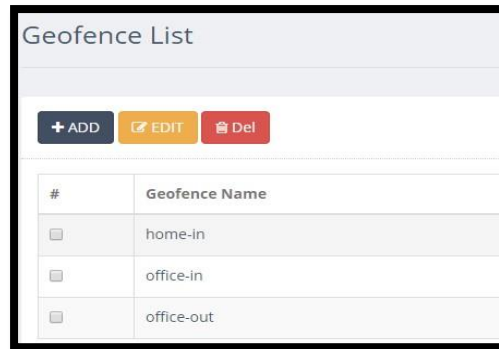 Geofence List
ADD EDIT Del
# Geofence Name
home-in
office-in
office-out